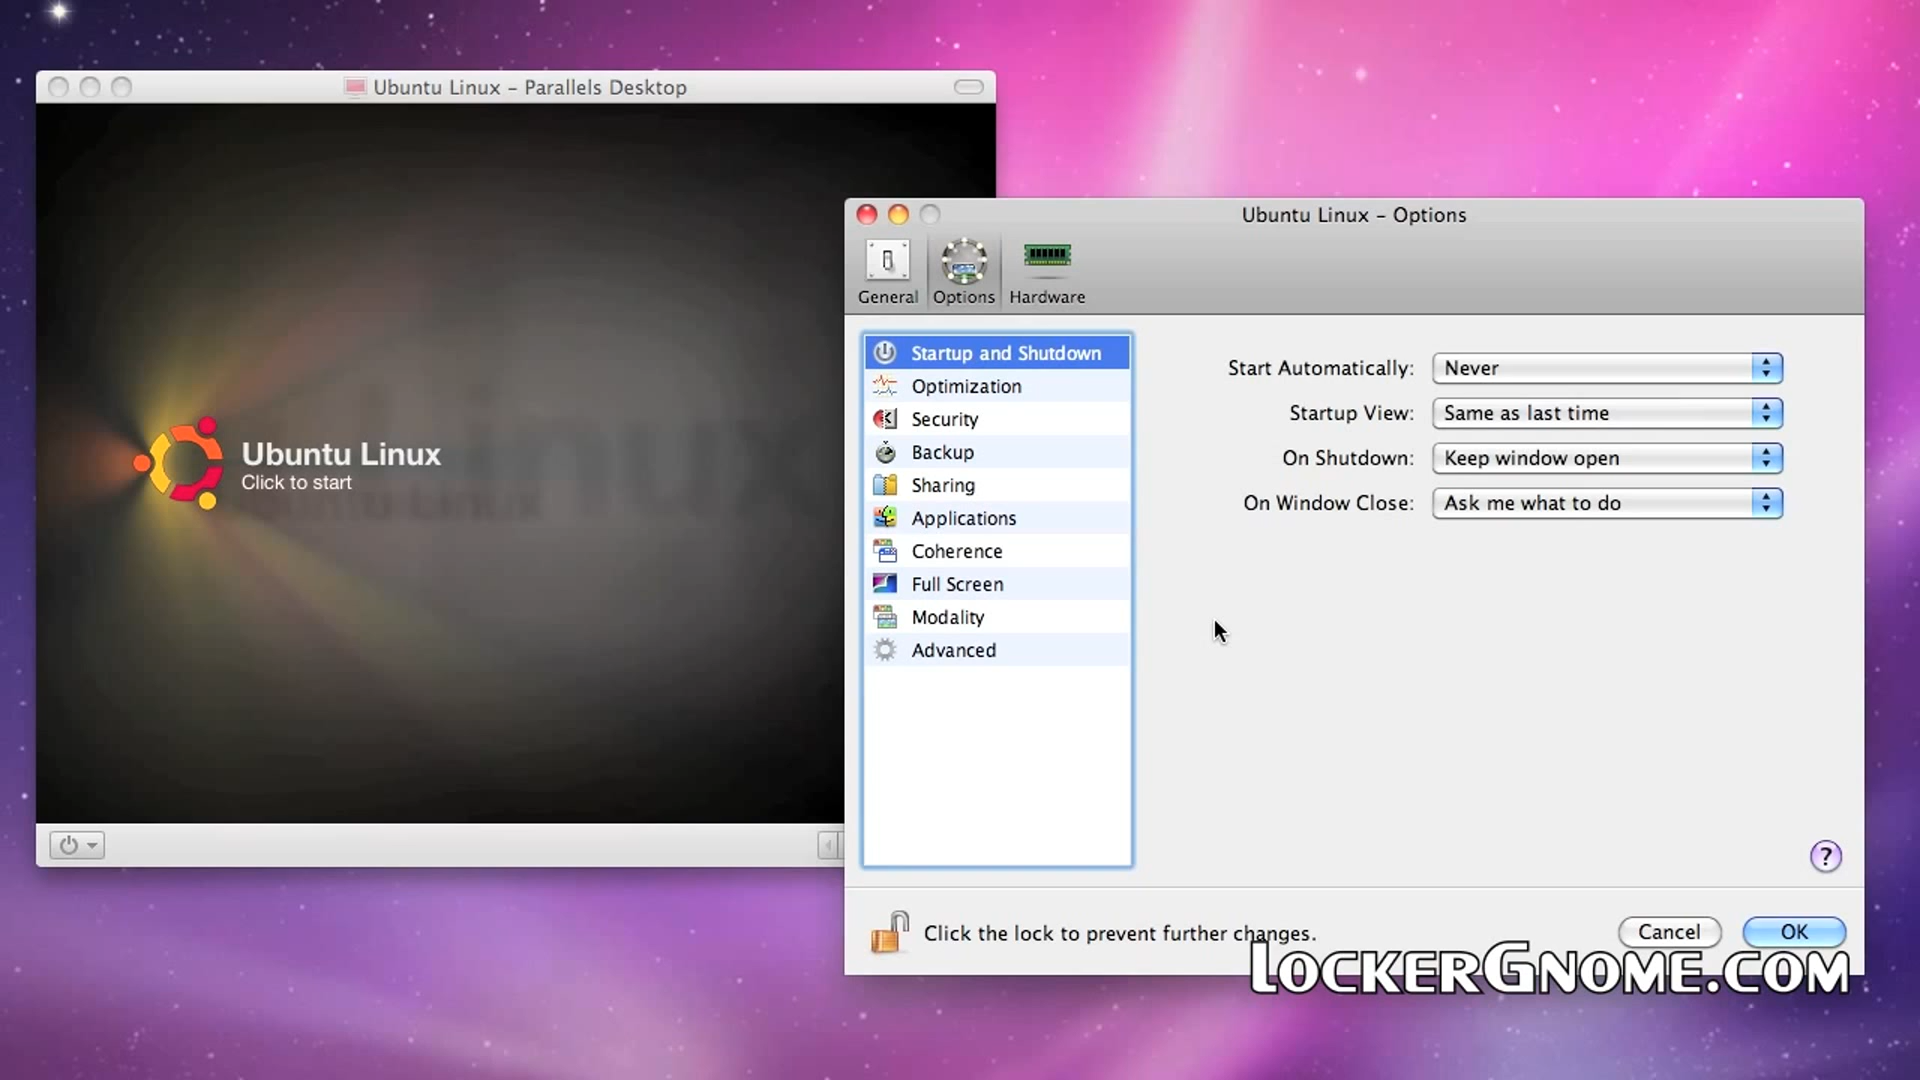 Ubuntu Linux – Parallels Desktop
Ubuntu Linux
Click to start
Ubuntu Linux – Options
General
Options
Hardware
Startup and Shutdown
Optimization
Security
Backup
Sharing
Applications
Coherence
Full Screen
Modality
Advanced
Start Automatically: Never
Startup View: Same as last time
On Shutdown: Keep window open
On Window Close: Ask me what to do
?
Click the lock to prevent further changes.
Cancel
OK
LockerGnome.com